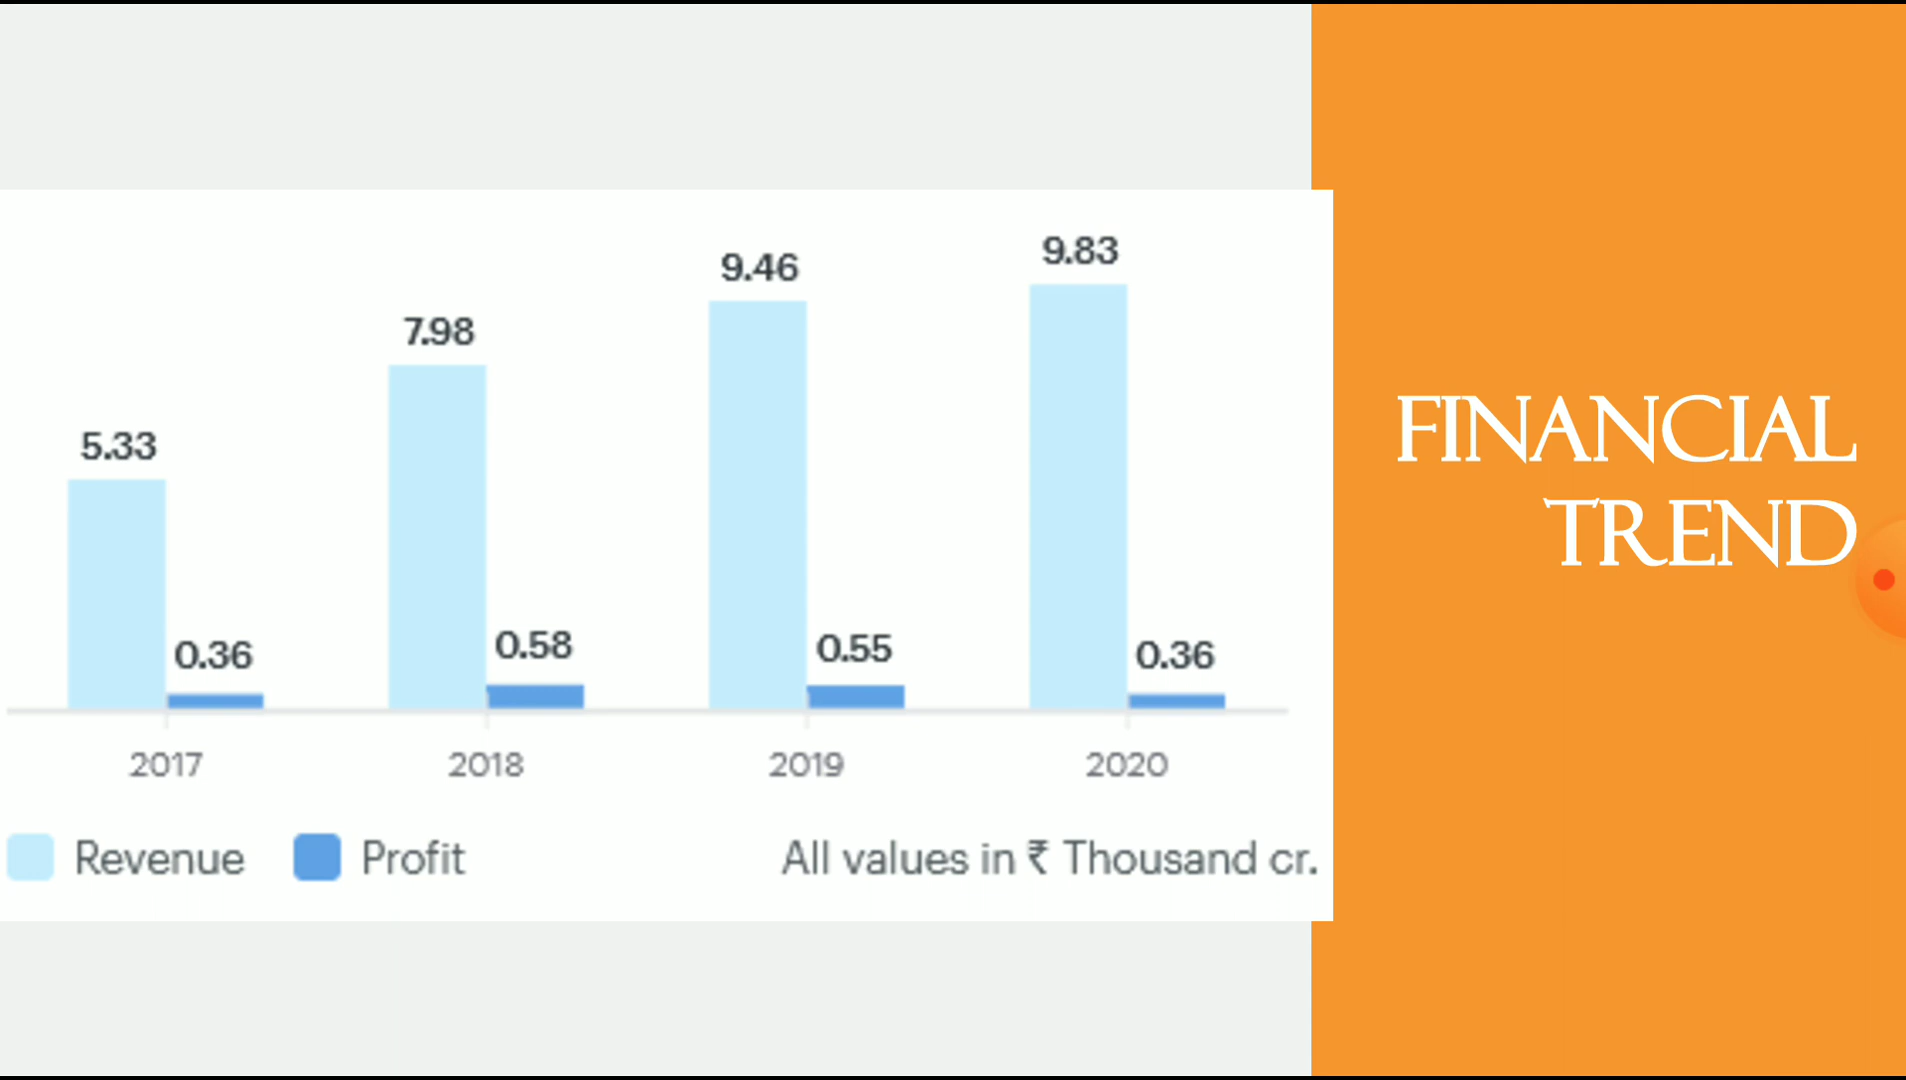 9.83
9.46
7.98
5.33
0.36
0.58
0.55
0.36
2017 2018 2019 2020
Revenue Profit All values in ₹ Thousand cr.
FINANCIAL
TREND